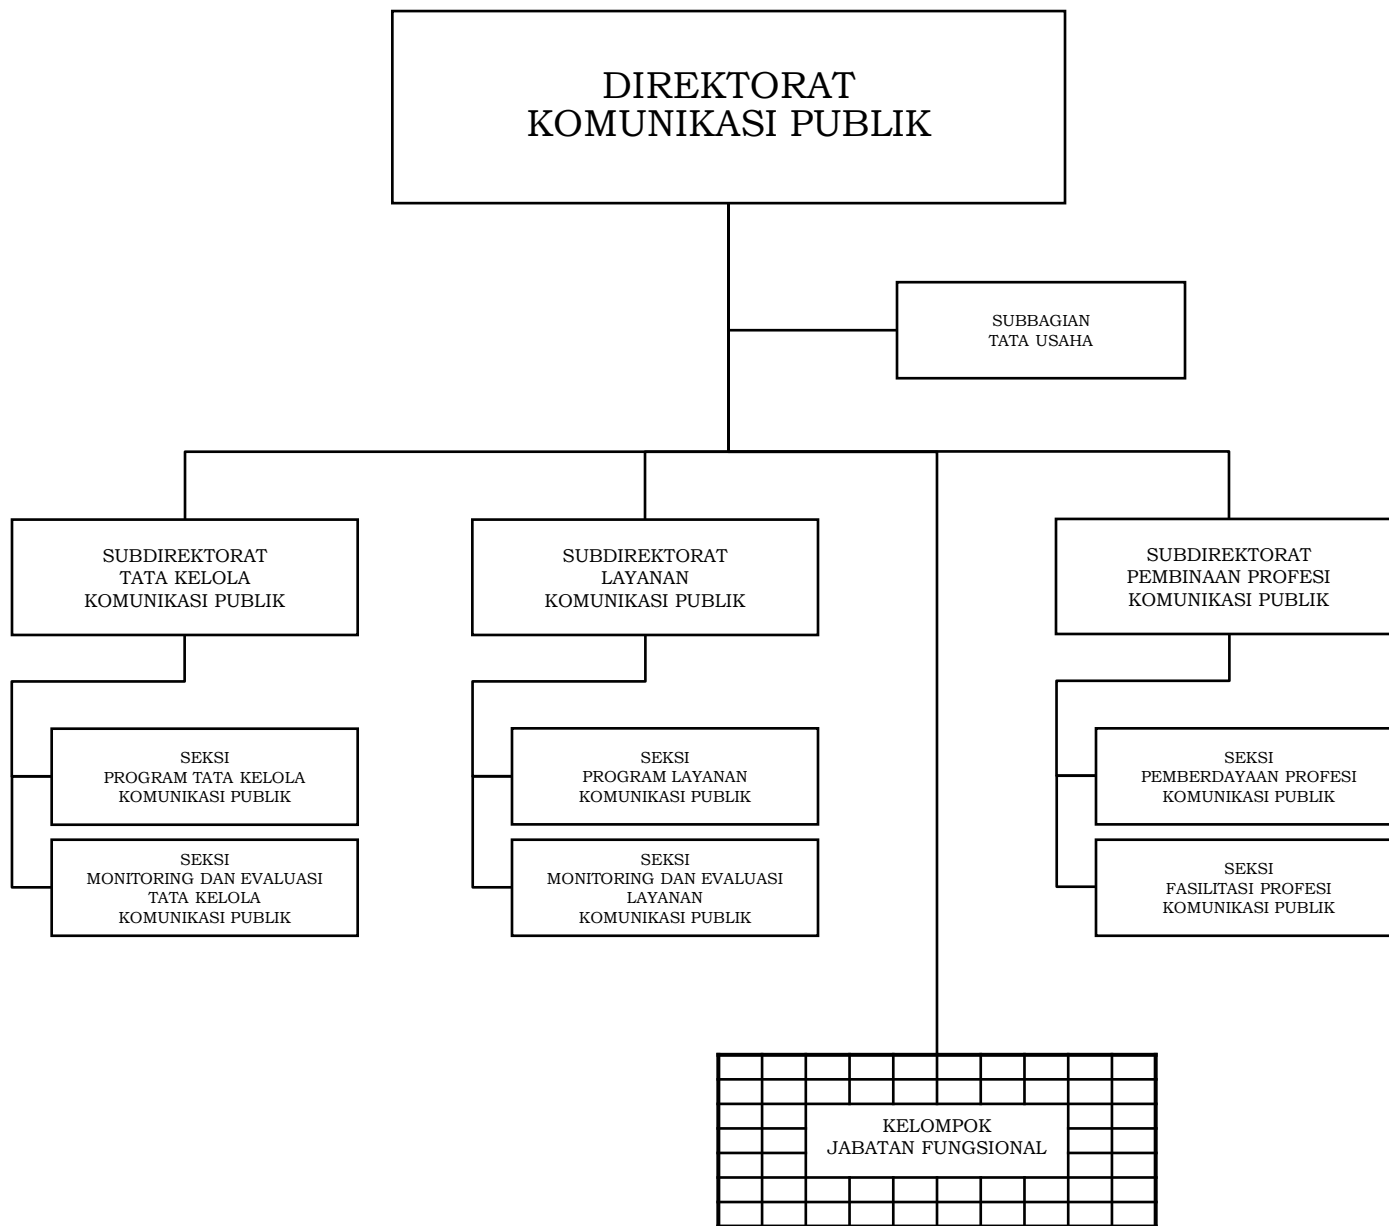 DIREKTORAT
KOMUNIKASI PUBLIK
SUBBAGIAN
TATA USAHA
SUBDIREKTORAT
TATA KELOLA
KOMUNIKASI PUBLIK
SUBDIREKTORAT
LAYANAN
KOMUNIKASI PUBLIK
SUBDIREKTORAT
PEMBINAAN PROFESI
KOMUNIKASI PUBLIK
SEKSI
PROGRAM TATA KELOLA
KOMUNIKASI PUBLIK
SEKSI
PROGRAM LAYANAN
KOMUNIKASI PUBLIK
SEKSI
PEMBERDAYAAN PROFESI
KOMUNIKASI PUBLIK
SEKSI
MONITORING DAN EVALUASI
TATA KELOLA
KOMUNIKASI PUBLIK
SEKSI
MONITORING DAN EVALUASI
LAYANAN
KOMUNIKASI PUBLIK
SEKSI
FASILITASI PROFESI
KOMUNIKASI PUBLIK
KELOMPOK
JABATAN FUNGSIONAL